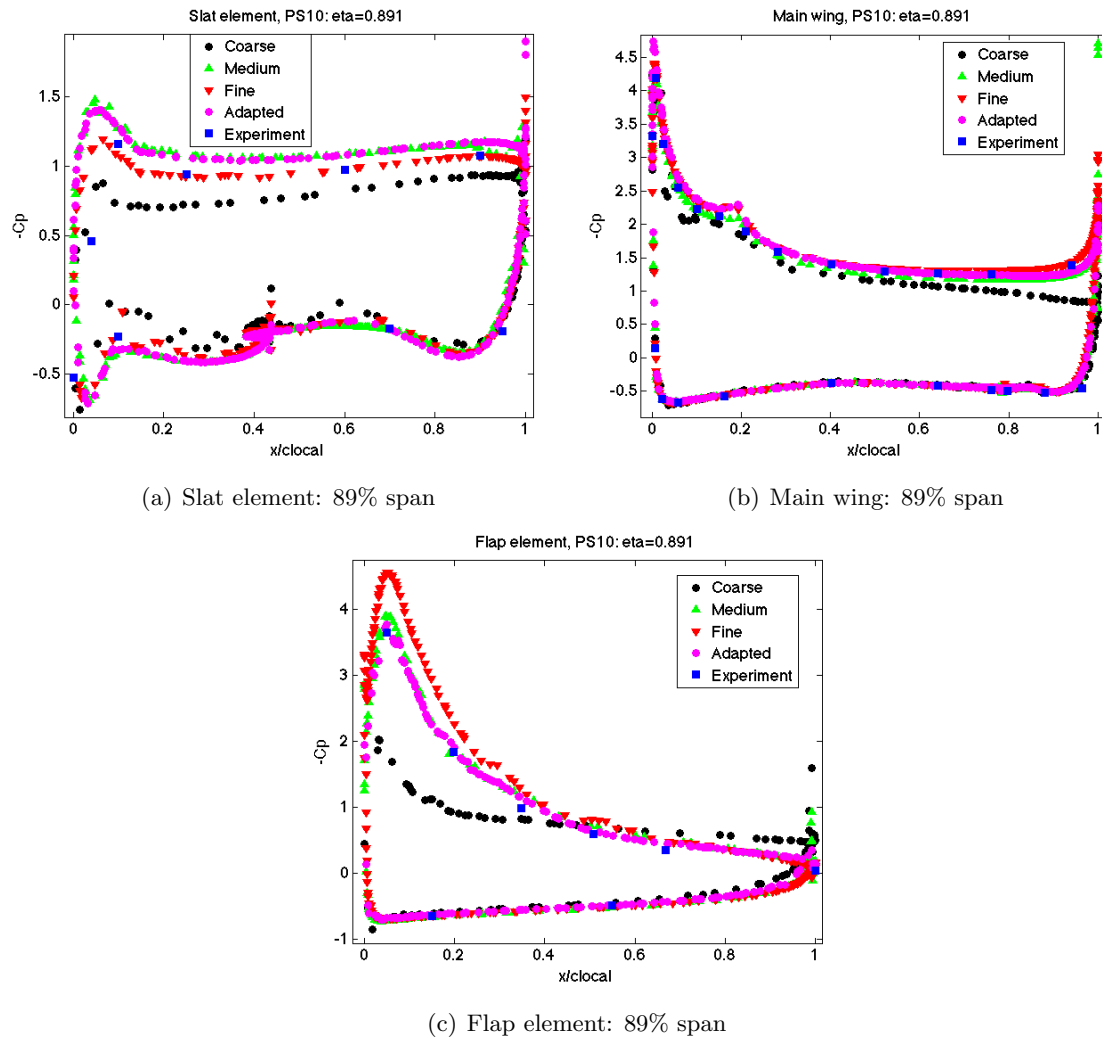 Slat element, PS10: eta=0.891
Coarse
Medium
Fine
Adapted
Experiment
1.5
1
0.5
0
-0.5
-Cp
0
0.2
0.4
0.6
0.8
1
x/clocal
(a) Slat element: 89% span
Main wing, PS10: eta=0.891
Coarse
Medium
Fine
Adapted
Experiment
4.5
4
3.5
3
2.5
2
1.5
1
0.5
0
-0.5
-Cp
0
0.2
0.4
0.6
0.8
1
x/clocal
(b) Main wing: 89% span
Flap element, PS10: eta=0.891
Coarse
Medium
Fine
Adapted
Experiment
4
3
2
1
0
-1
-Cp
0
0.2
0.4
0.6
0.8
1
x/clocal
(c) Flap element: 89% span